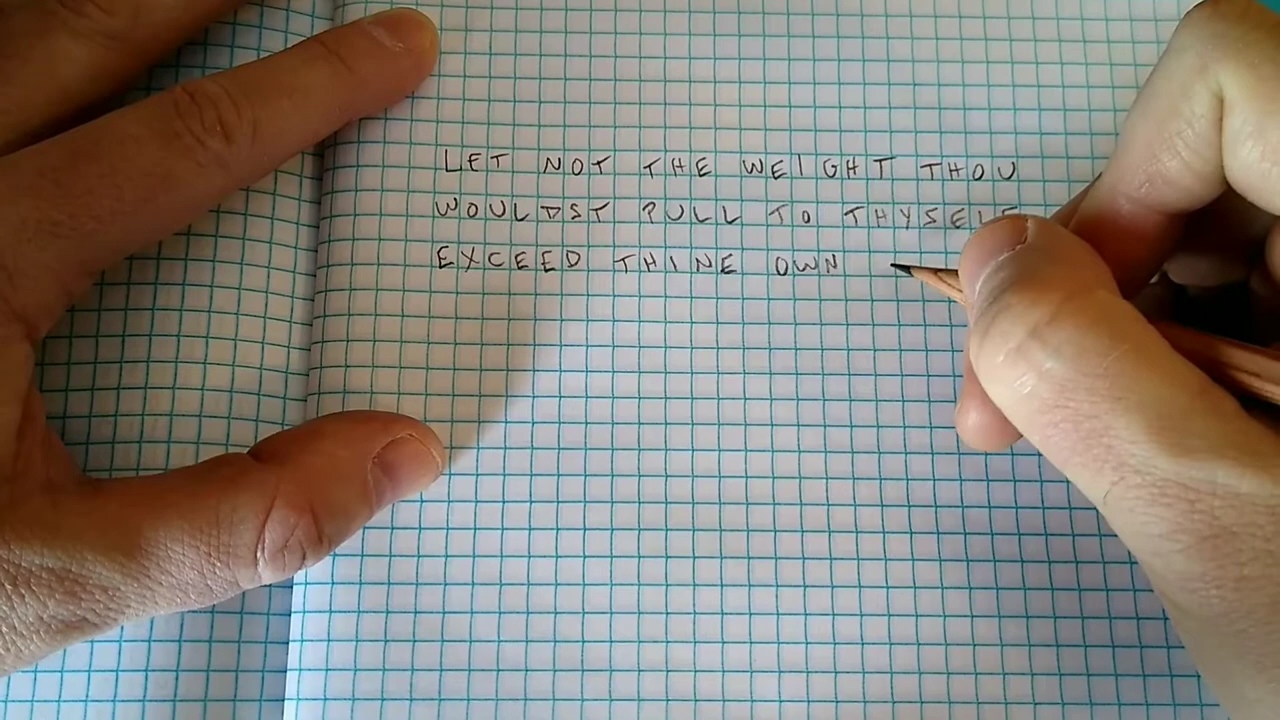 LET NOT THE WEIGHT THOU
WOULDST PULL TO THYSELF
EXCEED THINE OWN